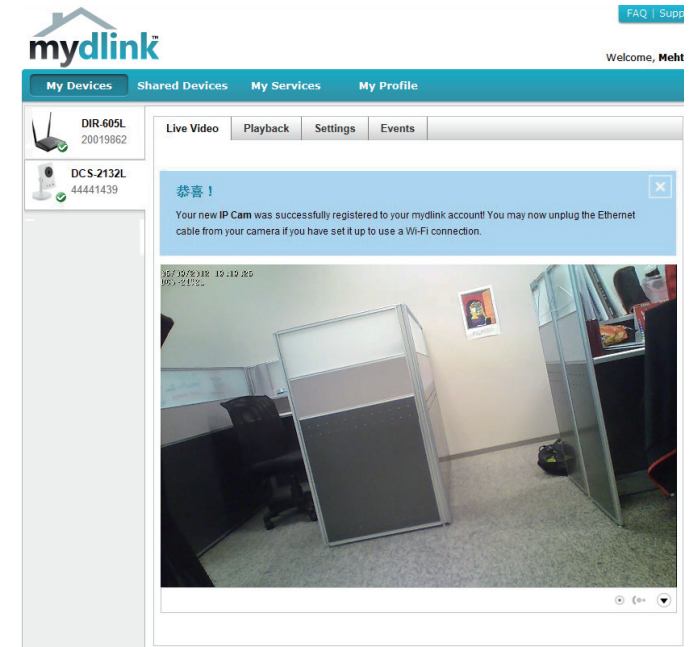 FAQ | Supp
mydlink
Welcome, Meht
My Devices Shared Devices My Services My Profile
DIR-605L
20019862
DCS-2132L
44441439
Live Video Playback Settings Events
恭喜！
Your new IP Cam was successfully registered to your mydlink account! You may now unplug the Ethernet
cable from your camera if you have set it up to use a Wi-Fi connection.